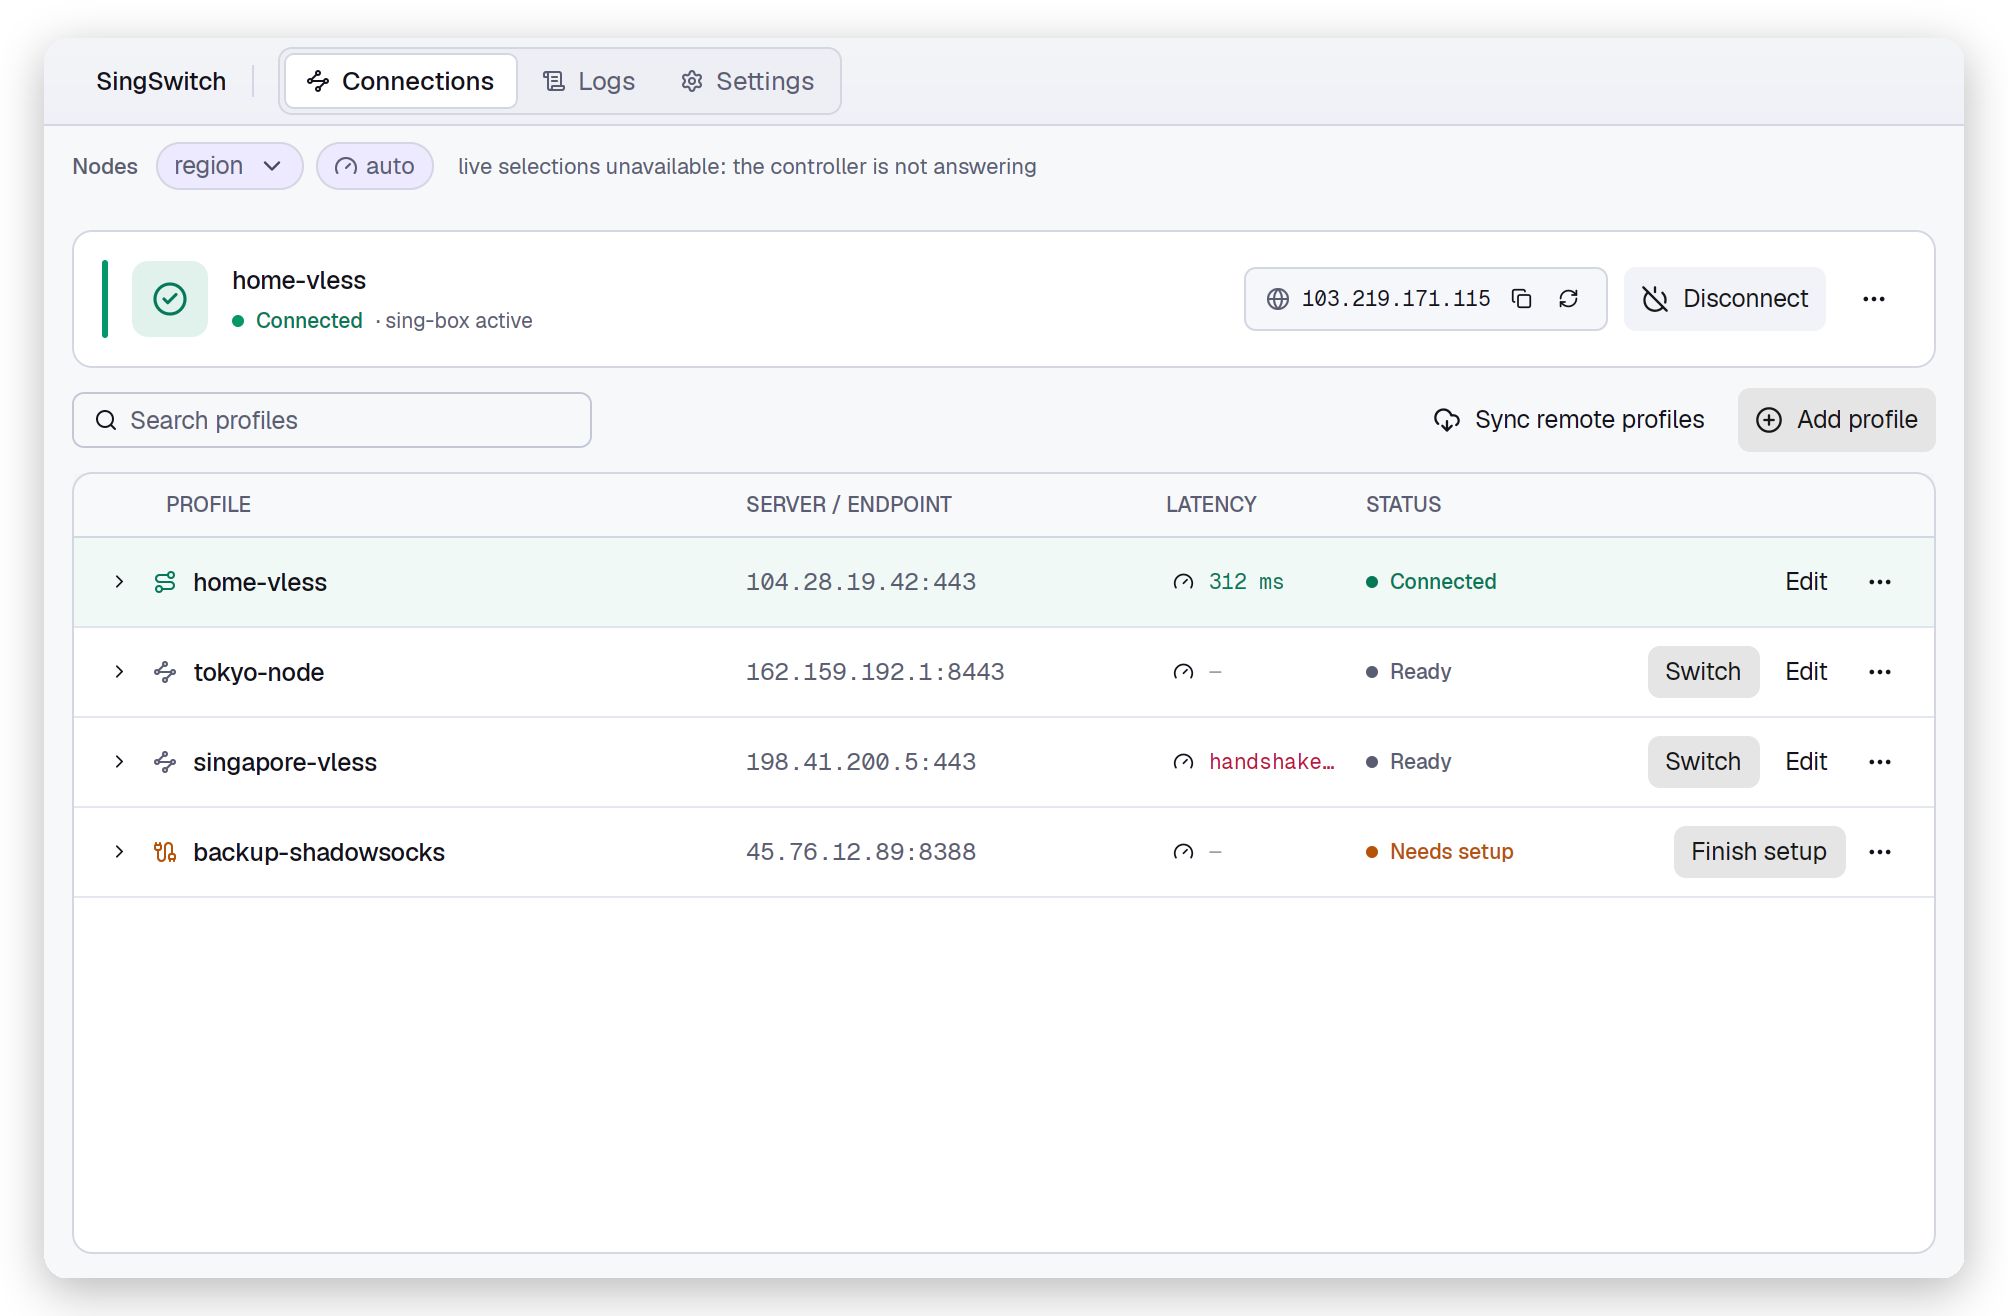 SingSwitch Connections Logs Settings
Nodes region auto live selections unavailable: the controller is not answering
home-vless
Connected · sing-box active
103.219.171.115 Disconnect
Search profiles Sync remote profiles Add profile
PROFILE SERVER / ENDPOINT LATENCY STATUS
home-vless 104.28.19.42:443 312 ms Connected Edit
tokyo-node 162.159.192.1:8443 – Ready Switch Edit
singapore-vless 198.41.200.5:443 handshake… Ready Switch Edit
backup-shadowsocks 45.76.12.89:8388 – Needs setup Finish setup